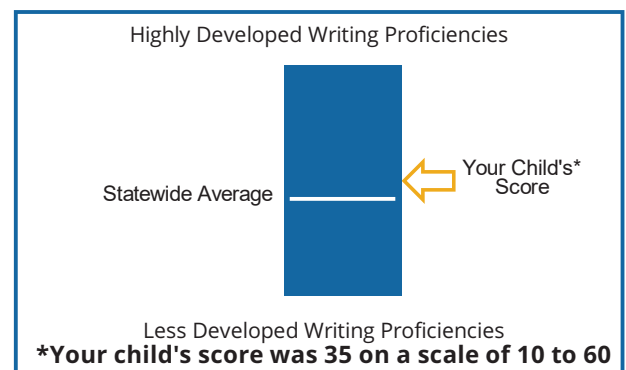 Highly Developed Writing Proficiencies
Your Child's*
Score
Statewide Average
Less Developed Writing Proficiencies
*Your child's score was 35 on a scale of 10 to 60